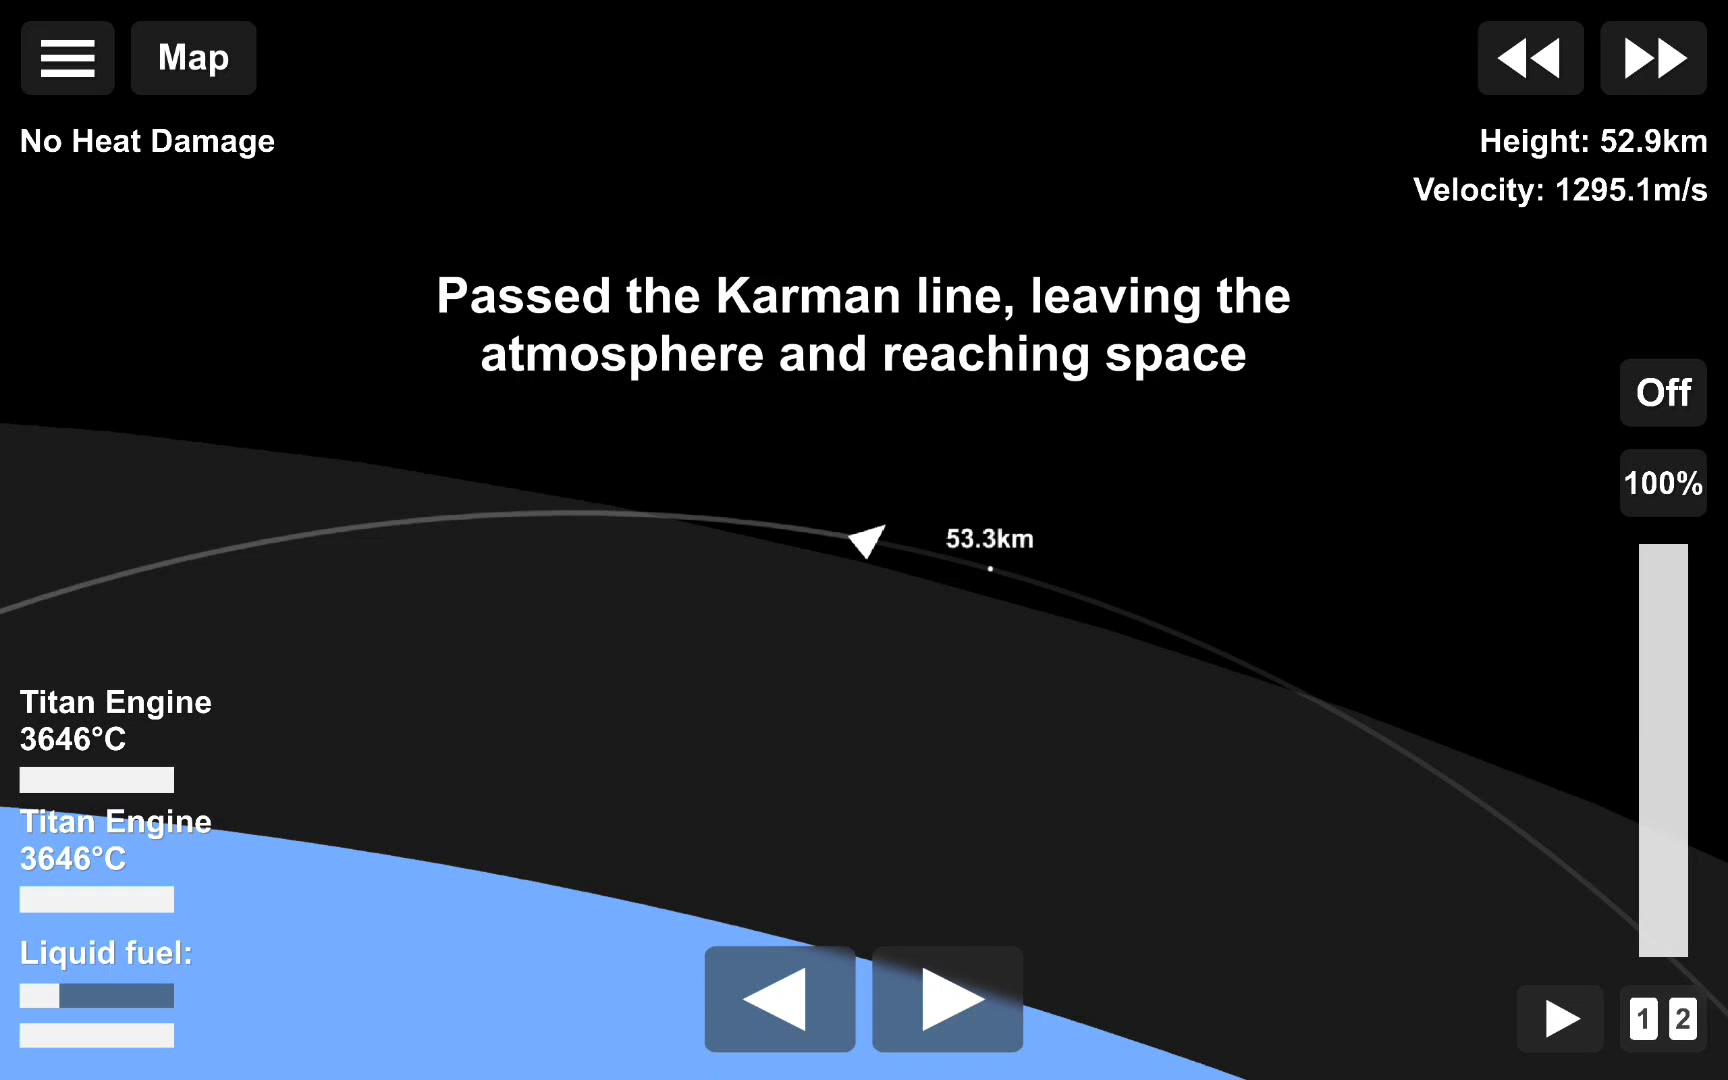 Map
No Heat Damage
Height: 52.9km
Velocity: 1295.1m/s
Passed the Karman line, leaving the
atmosphere and reaching space
Off
100%
53.3km
Titan Engine
3646°C
Titan Engine
3646°C
Liquid fuel:
1 2